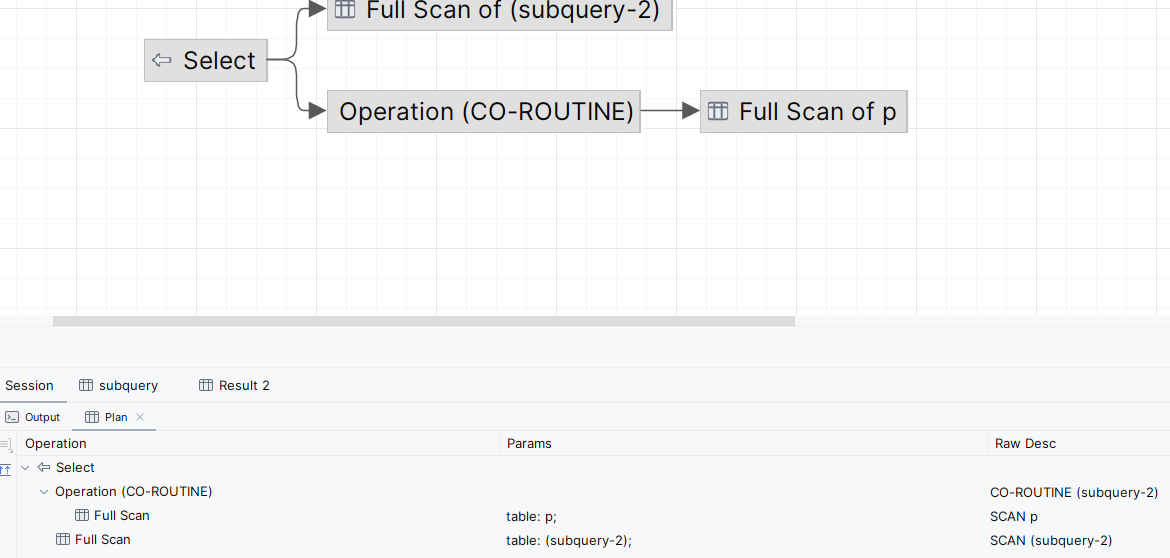 Full Scan of (subquery-2)
Select
Operation (CO-ROUTINE)
Full Scan of p
Session subquery Result 2
Output Plan
Operation Params Raw Desc
Select
Operation (CO-ROUTINE) CO-ROUTINE (subquery-2)
Full Scan table: p; SCAN p
Full Scan table: (subquery-2); SCAN (subquery-2)